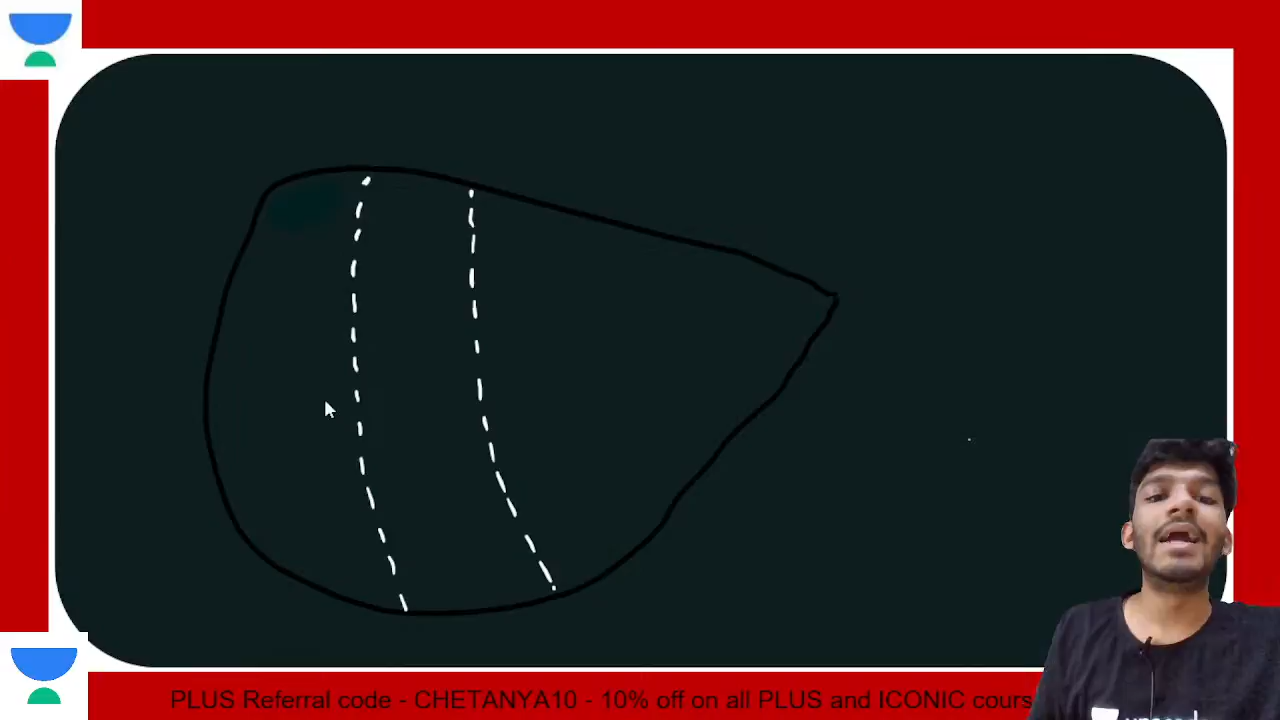 PLUS Referral code - CHETANYA10 - 10% off on all PLUS and ICONIC cours